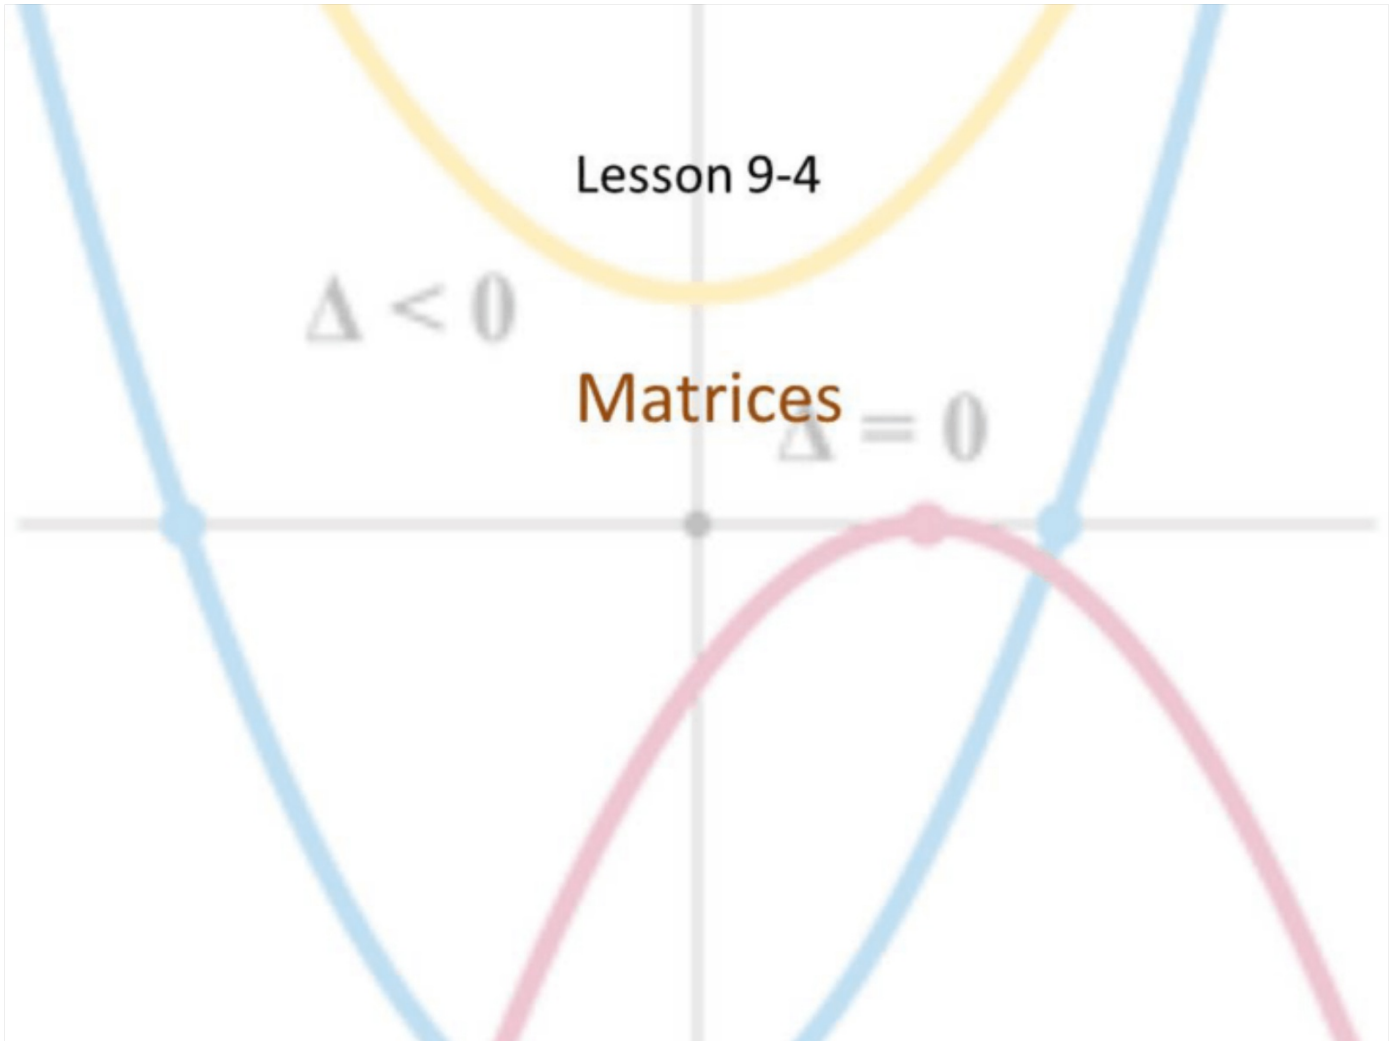 Lesson 9-4
Δ < 0
Matrices
Δ = 0